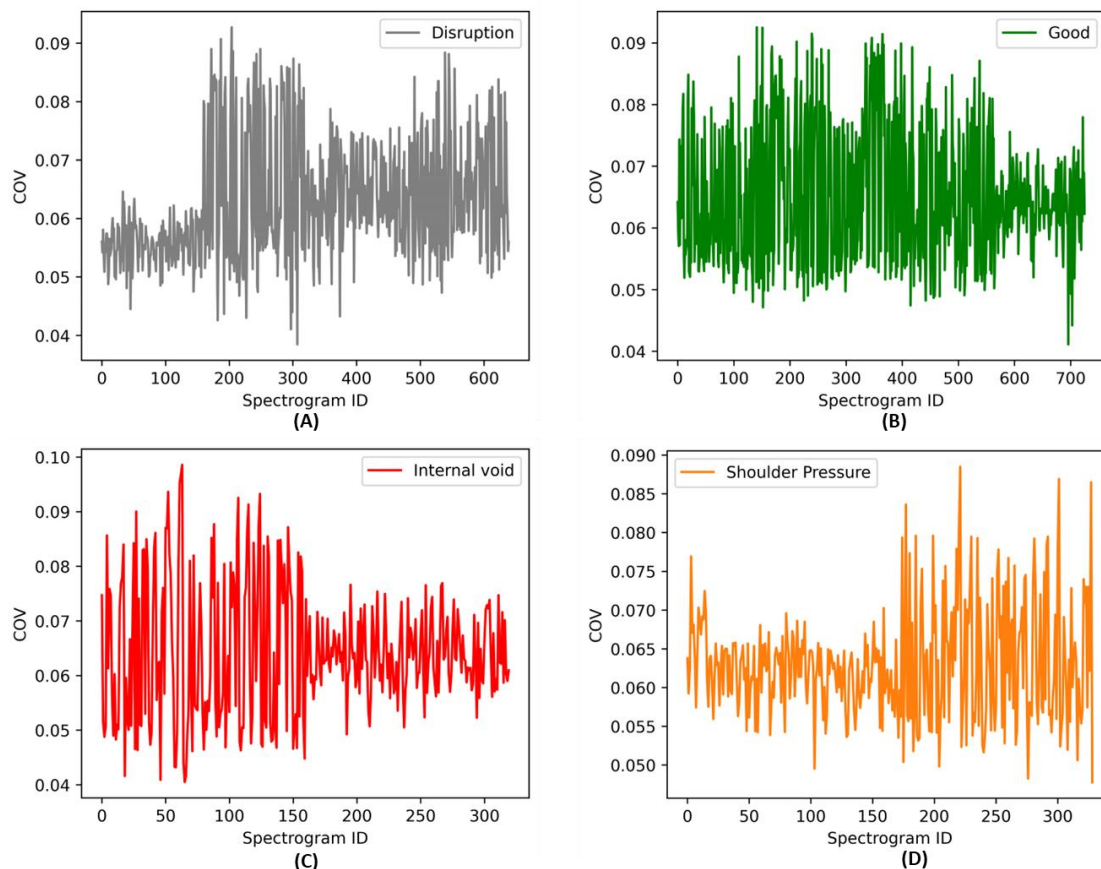 Disruption
0.09
0.08
0.07
0.06
0.05
0.04
COV
0 100 200 300 400 500 600
Spectrogram ID
(A)
Good
0.09
0.08
0.07
0.06
0.05
0.04
COV
0 100 200 300 400 500 600 700
Spectrogram ID
(B)
Internal void
0.10
0.09
0.08
0.07
0.06
0.05
0.04
COV
0 50 100 150 200 250 300
Spectrogram ID
(C)
Shoulder Pressure
0.090
0.085
0.080
0.075
0.070
0.065
0.060
0.055
0.050
COV
0 50 100 150 200 250 300
Spectrogram ID
(D)